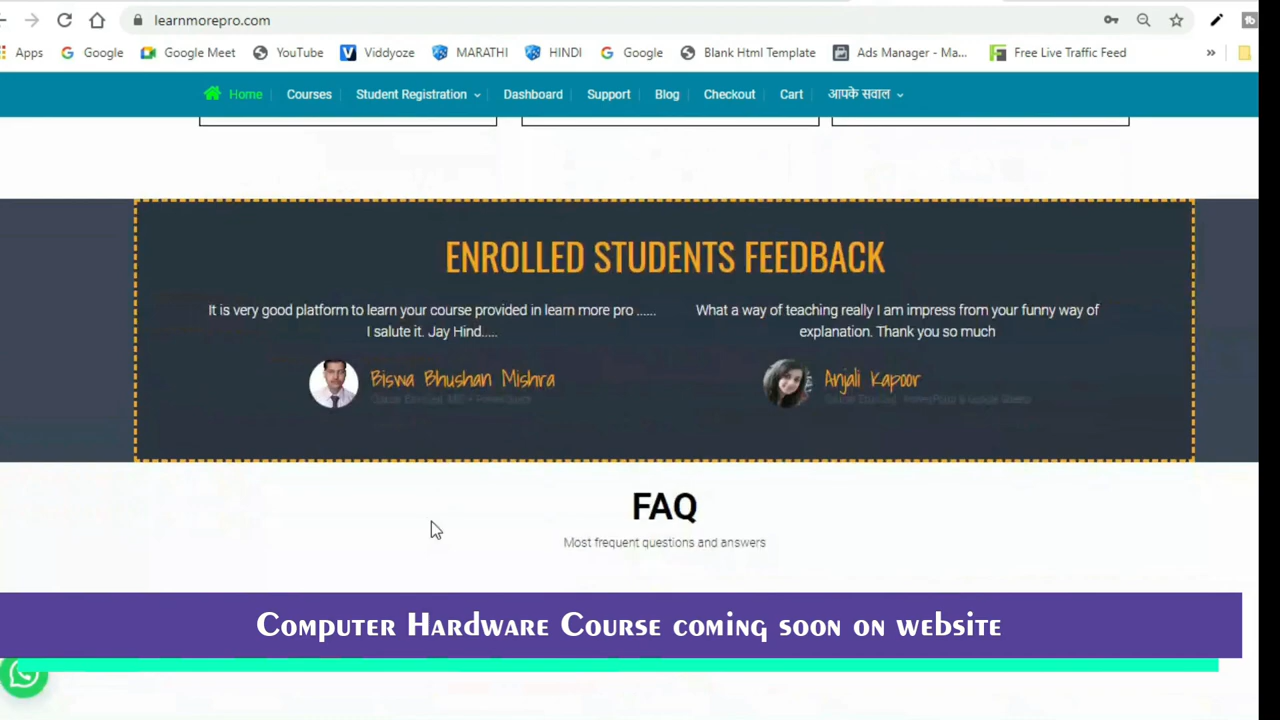 learnmorepro.com
Apps Google Google Meet YouTube Viddyoze MARATHI HINDI Google Blank Html Template Ads Manager - Ma... Free Live Traffic Feed »
Home Courses Student Registration Dashboard Support Blog Checkout Cart आपके सवाल
ENROLLED STUDENTS FEEDBACK
It is very good platform to learn your course provided in learn more pro ......
I salute it. Jay Hind.....
Biswa Bhushan Mishra
What a way of teaching really I am impress from your funny way of
explanation. Thank you so much
Anjali Kapoor
FAQ
Most frequent questions and answers
Computer Hardware Course coming soon on website